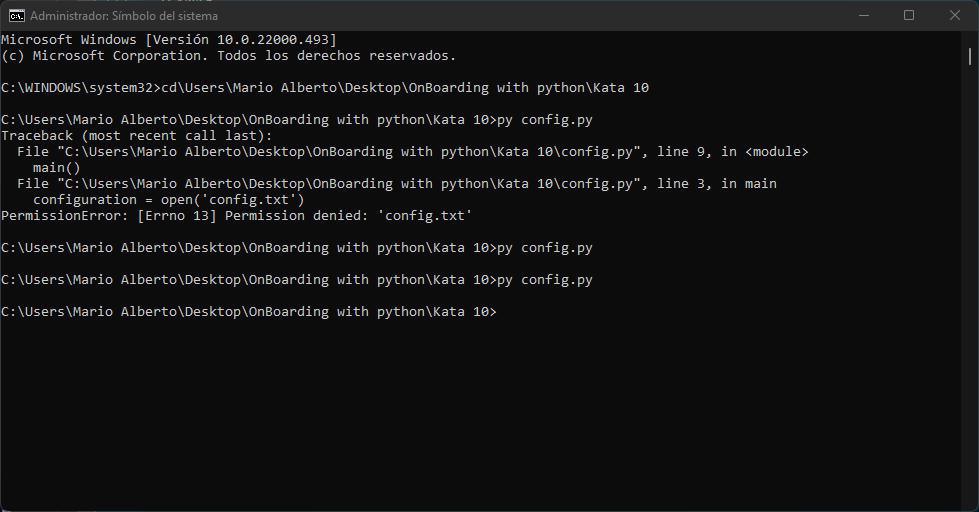 Administrador: Símbolo del sistema
Microsoft Windows [Versión 10.0.22000.493]
(c) Microsoft Corporation. Todos los derechos reservados.
C:\WINDOWS\system32>cd\Users\Mario Alberto\Desktop\OnBoarding with python\Kata 10
C:\Users\Mario Alberto\Desktop\OnBoarding with python\Kata 10>py config.py
Traceback (most recent call last):
  File "C:\Users\Mario Alberto\Desktop\OnBoarding with python\Kata 10\config.py", line 9, in <module>
    main()
  File "C:\Users\Mario Alberto\Desktop\OnBoarding with python\Kata 10\config.py", line 3, in main
    configuration = open('config.txt')
PermissionError: [Errno 13] Permission denied: 'config.txt'
C:\Users\Mario Alberto\Desktop\OnBoarding with python\Kata 10>py config.py
C:\Users\Mario Alberto\Desktop\OnBoarding with python\Kata 10>py config.py
C:\Users\Mario Alberto\Desktop\OnBoarding with python\Kata 10>